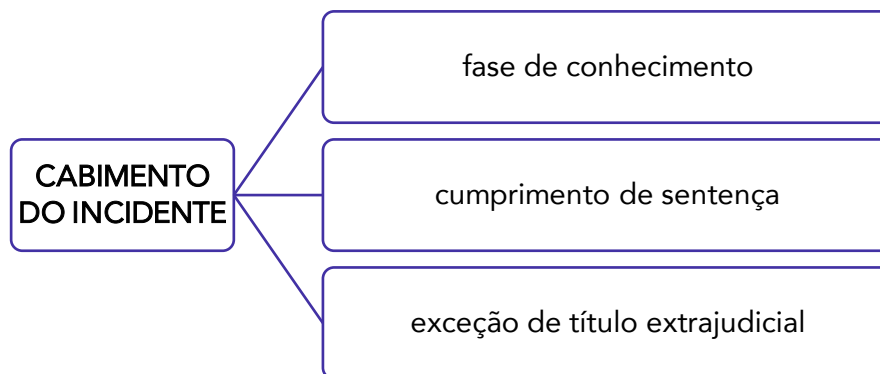 CABIMENTO
DO INCIDENTE
fase de conhecimento
cumprimento de sentença
exceção de título extrajudicial